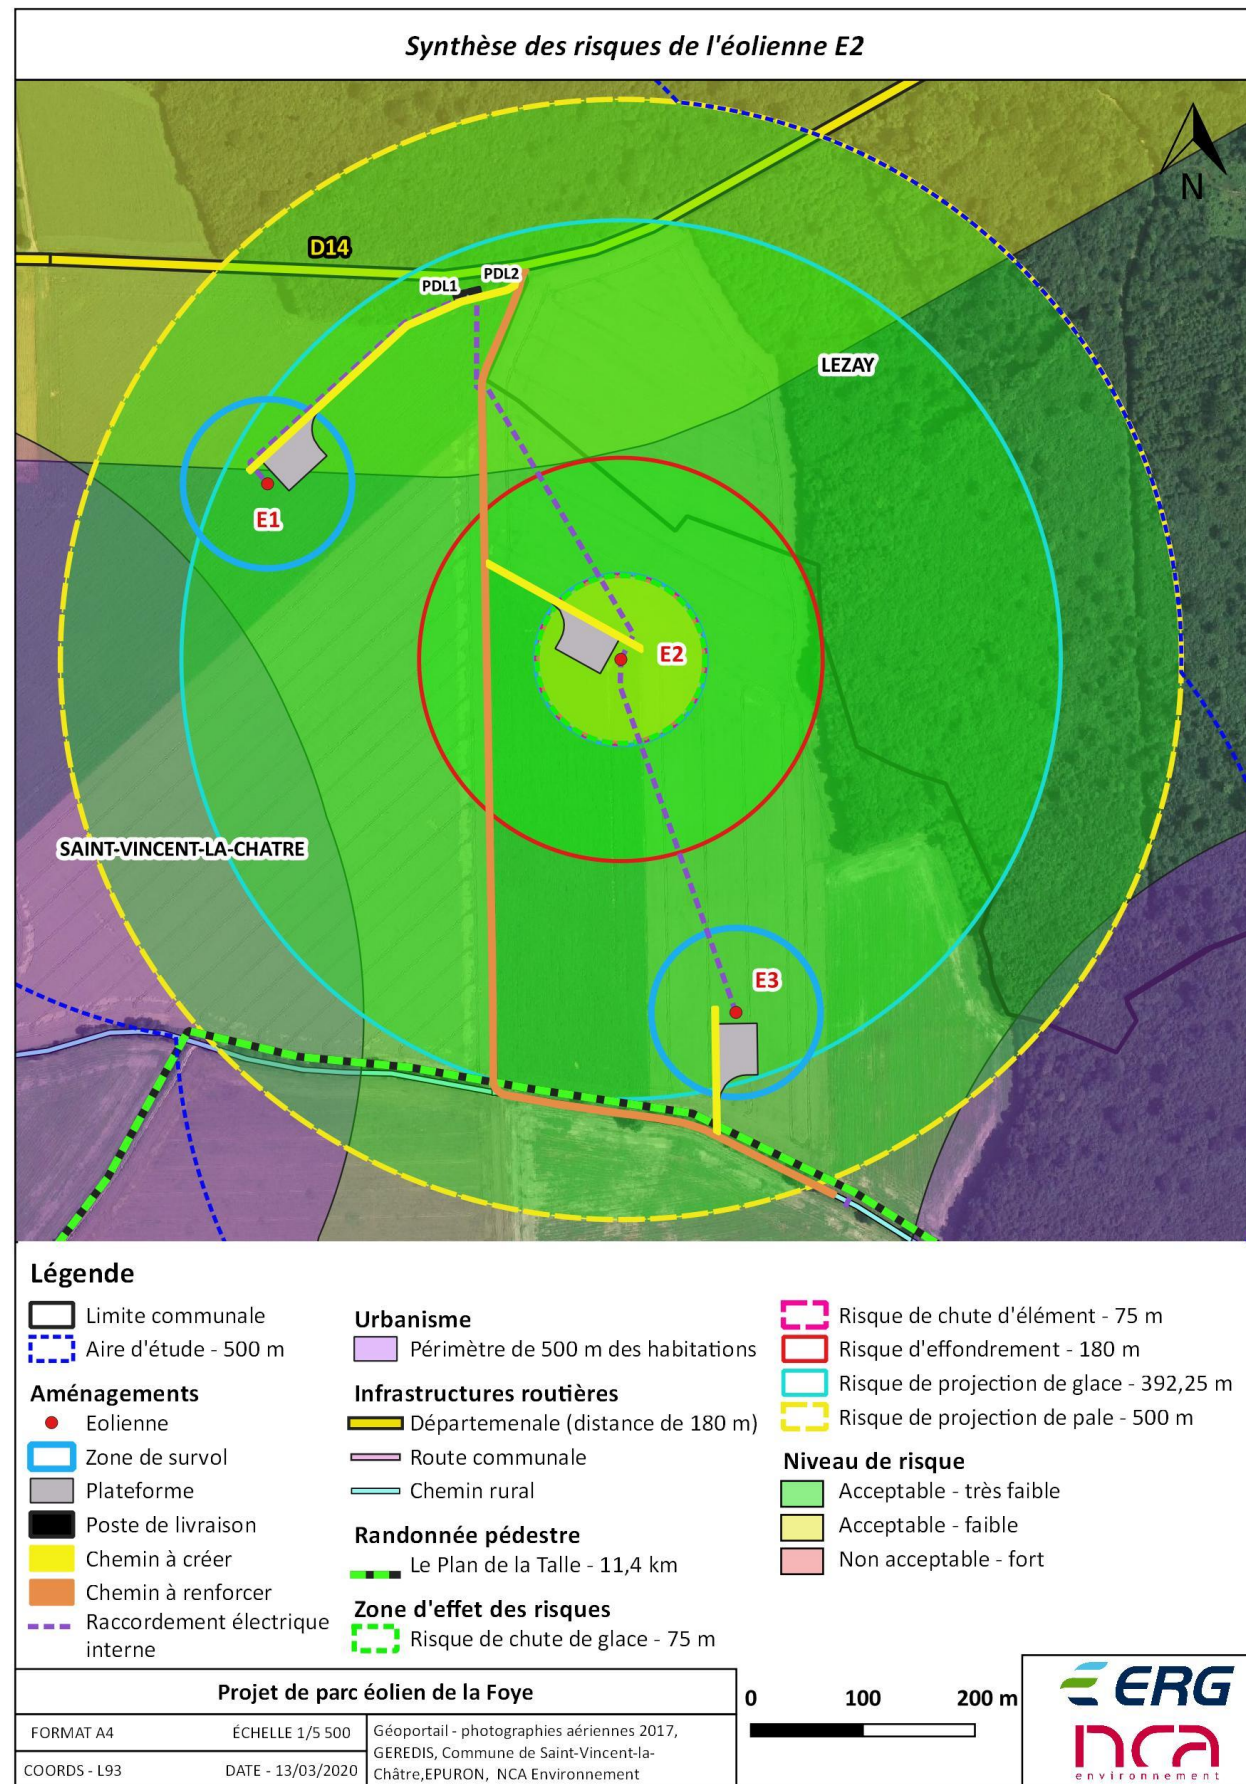 Synthèse des risques de l'éolienne E2
N
D14
PDL1
PDL2
LEZAY
E1
E2
SAINT-VINCENT-LA-CHATRE
E3
Légende
Limite communale
Aire d'étude - 500 m
Aménagements
Eolienne
Zone de survol
Plateforme
Poste de livraison
Chemin à créer
Chemin à renforcer
Raccordement électrique
interne
Urbanisme
Périmètre de 500 m des habitations
Infrastructures routières
Départemenale (distance de 180 m)
Route communale
Chemin rural
Randonnée pédestre
Le Plan de la Talle - 11,4 km
Zone d'effet des risques
Risque de chute de glace - 75 m
Risque de chute d'élément - 75 m
Risque d'effondrement - 180 m
Risque de projection de glace - 392,25 m
Risque de projection de pale - 500 m
Niveau de risque
Acceptable - très faible
Acceptable - faible
Non acceptable - fort
Projet de parc éolien de la Foye
FORMAT A4 ÉCHELLE 1/5 500
COORDS - L93 DATE - 13/03/2020
Géoportail - photographies aériennes 2017,
GEREDIS, Commune de Saint-Vincent-la-
Châtre,EPURON, NCA Environnement
0 100 200 m
ERG
nca
environnement